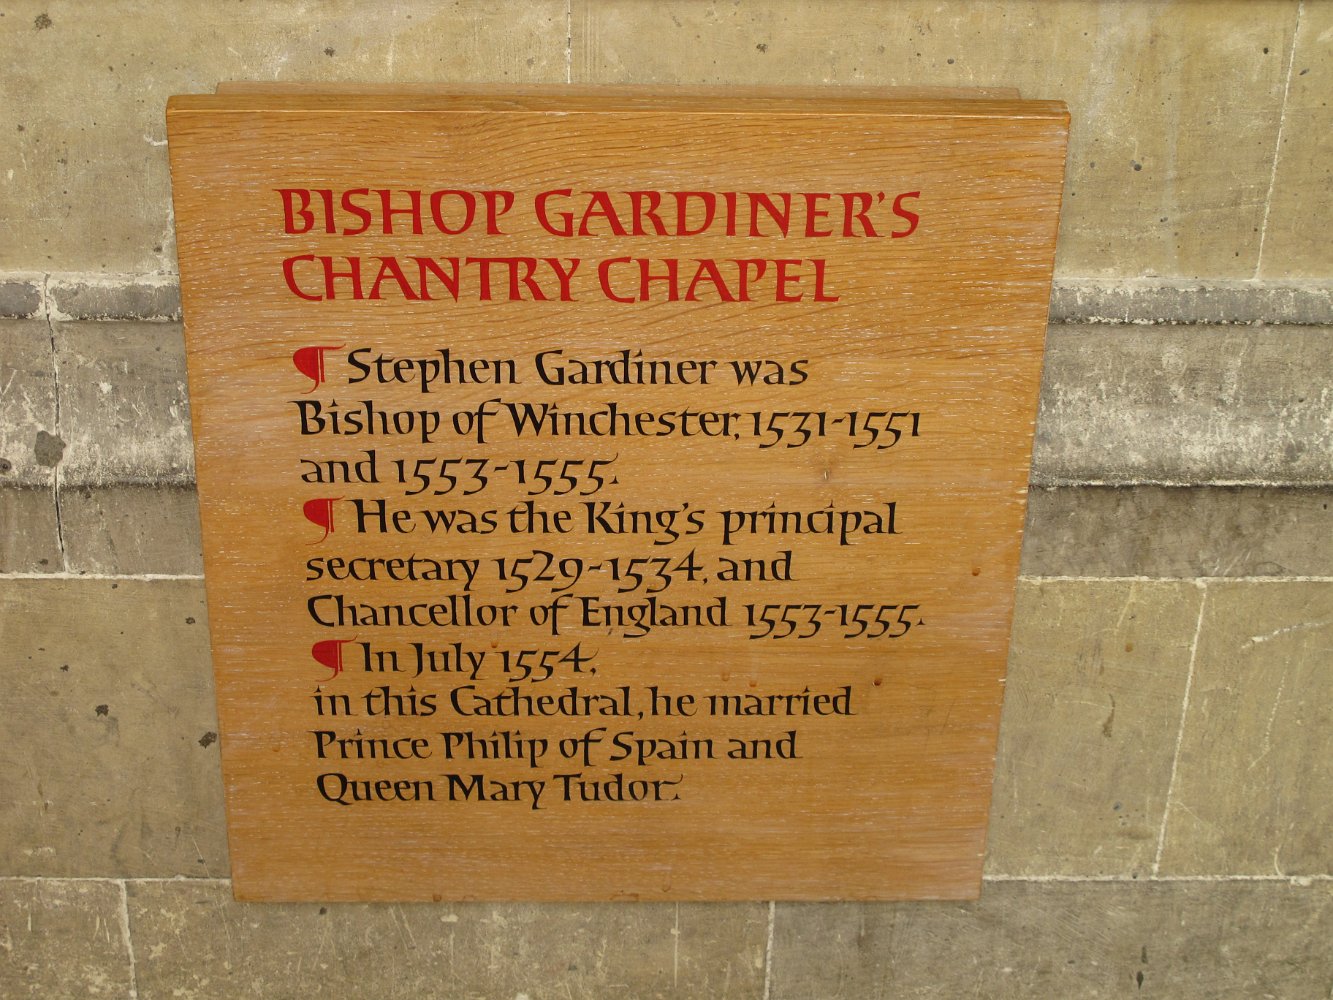 BISHOP GARDINER'S
CHANTRY CHAPEL
¶ Stephen Gardiner was
Bishop of Winchester, 1531-1551
and 1553-1555.
¶ He was the King's principal
secretary 1529-1534, and
Chancellor of England 1553-1555.
¶ In July 1554,
in this Cathedral, he married
Prince Philip of Spain and
Queen Mary Tudor.